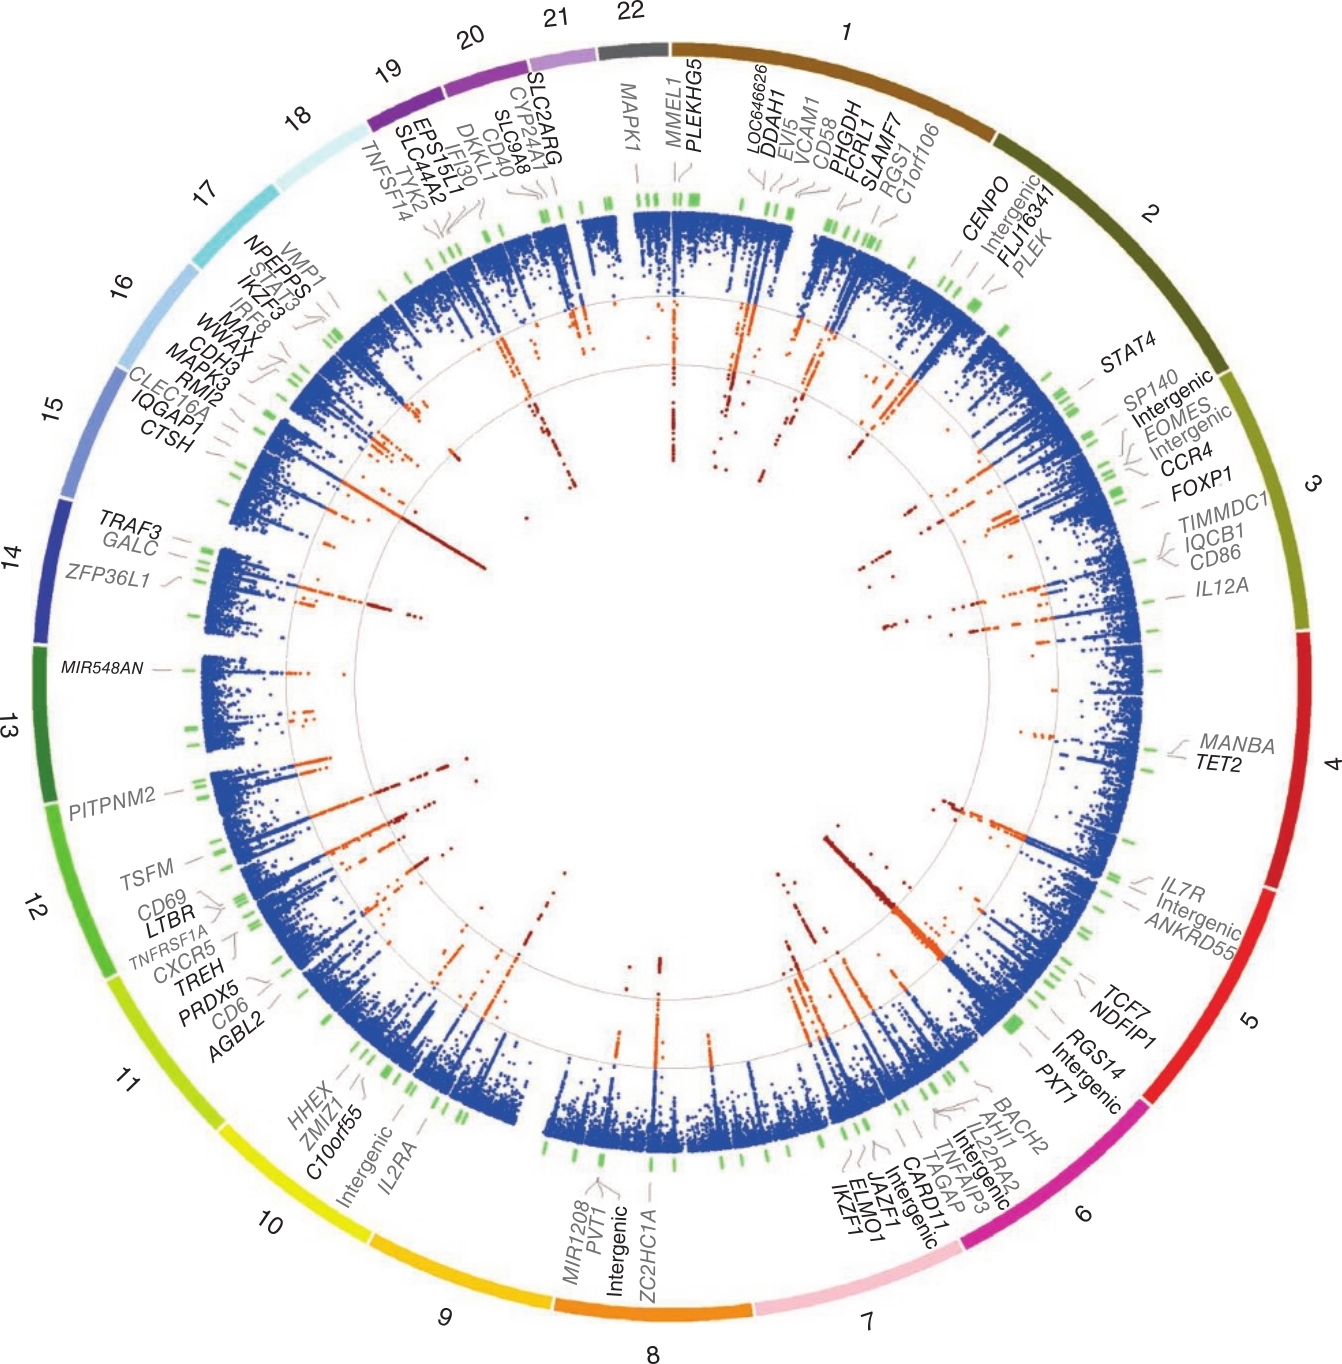 1
MMEL1
PLEKHG5
LOC646626
DDAH1
EVI5
VCAM1
CD58
PHGDH
FCRL1
SLAMF7
RGS1
C1orf106
2
CENPO
Intergenic
FLJ16341
PLEK
STAT4
SP140
3
Intergenic
EOMES
Intergenic
CCR4
FOXP1
TIMMDC1
IQCB1
CD86
IL12A
4
MANBA
TET2
5
IL7R
Intergenic
ANKRD55
TCF7
NDFIP1
RGS14
Intergenic
PXT1
6
BACH2
AHI1
IL22RA2
Intergenic
TNFAIP3
TAGAP
7
CARD11
Intergenic
JAZF1
ELMO1
IKZF1
8
ZC2HC1A
Intergenic
PVT1
MIR1208
9
10
IL2RA
Intergenic
C10orf55
ZMIZ1
HHEX
11
AGBL2
CD6
PRDX5
TREH
CXCR5
12
TNFRSF1A
LTBR
CD69
TSFM
PITPNM2
13
MIR548AN
14
ZFP36L1
GALC
TRAF3
15
CTSH
IQGAP1
16
CLEC16A
RMI2
MAPK3
CDH3
WWAX
MAX
IRF8
17
IKZF3
STAT3
NPEPPS
VMP1
18
19
TNFSF14
TYK2
SLC44A2
EPS15L1
IFI30
DKKL1
20
CD40
SLC9A8
CYP24A1
SLC2ARG
21
22
MAPK1